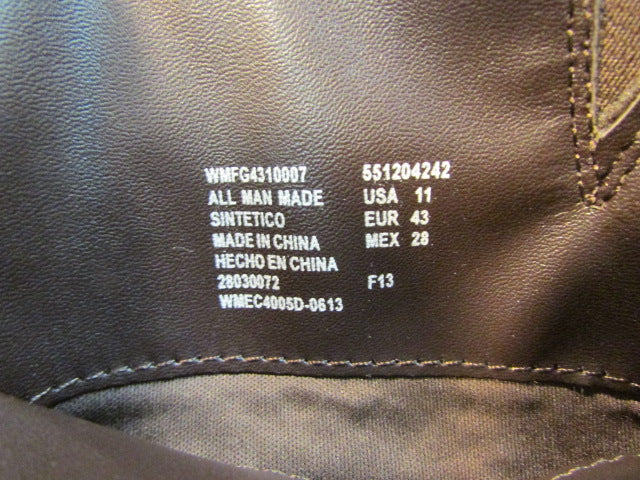 WMFG4310007 551204242
ALL MAN MADE USA 11
SINTETICO EUR 43
MADE IN CHINA MEX 28
HECHO EN CHINA
28030072 F13
WMEC4005D-0613